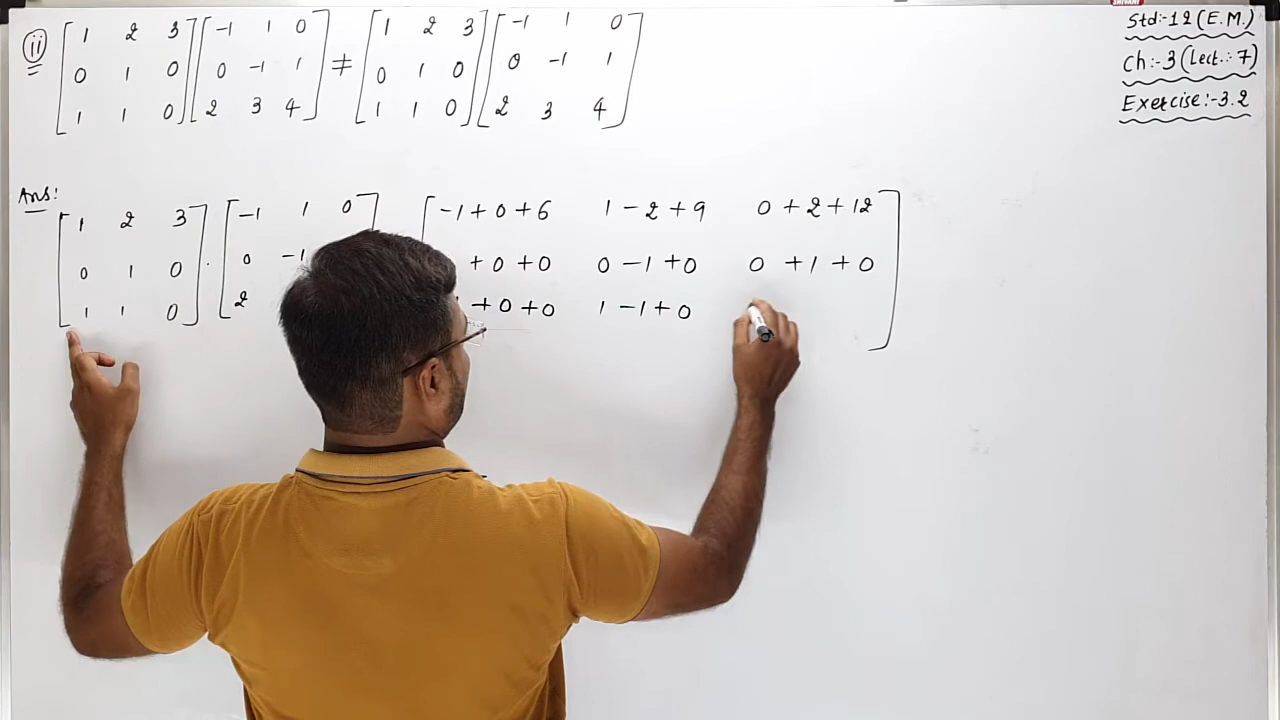 SHIVANI
Std:-12 (E.M.)
Ch:-3 (Lect.:- 7)
Exercise:-3.2
(ii) [ 1 2 3 ] [ -1 1 0 ] ≠ [ 1 2 3 ] [ -1 1 0 ]
[ 0 1 0 ] [ 0 -1 1 ] [ 0 1 0 ] [ 0 -1 1 ]
[ 1 1 0 ] [ 2 3 4 ] [ 1 1 0 ] [ 2 3 4 ]
Ans:
[ 1 2 3 ] . [ -1 1 0 ] [ -1 + 0 + 6 1 - 2 + 9 0 + 2 + 12 ]
[ 0 1 0 ] [ 0 -1 + 0 + 0 0 - 1 + 0 0 + 1 + 0 ]
[ 1 1 0 ] [ 2 + 0 + 0 1 - 1 + 0 ]